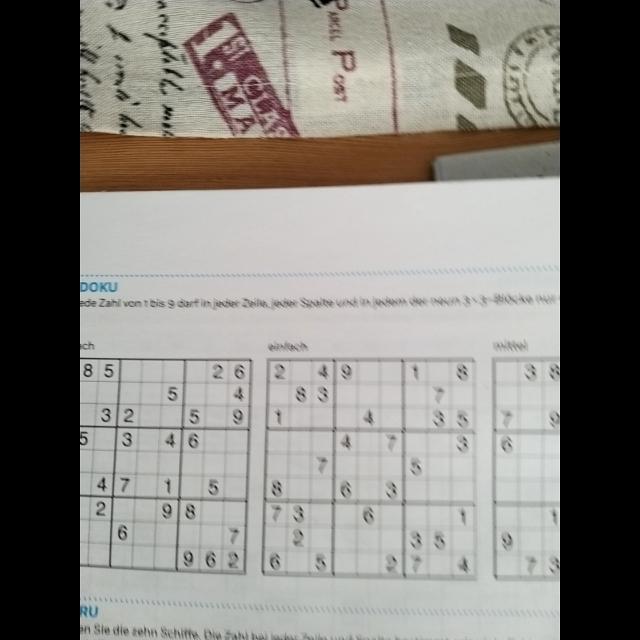 PNELL POST
DOKU
ede Zahl von 1 bis 9 darf in jeder Zeile, jeder Spalte und in jedem der neun 3 x 3-Blöcke nur
ch einfach mittel
8 5 2 6 2 4 9 1 8 3 8
5 4 8 3 7
3 2 5 9 1 4 3 5 7 9
5 3 4 6 4 7 3 6
7 5
4 7 1 5 8 6 3
2 9 8 7 3 6 1 1
6 7 2 3 5 9
9 6 2 6 5 2 7 4 7 3
RU
en Sie die zehn Schiffe. Die Zahl bei jeder Zeile und Spalte